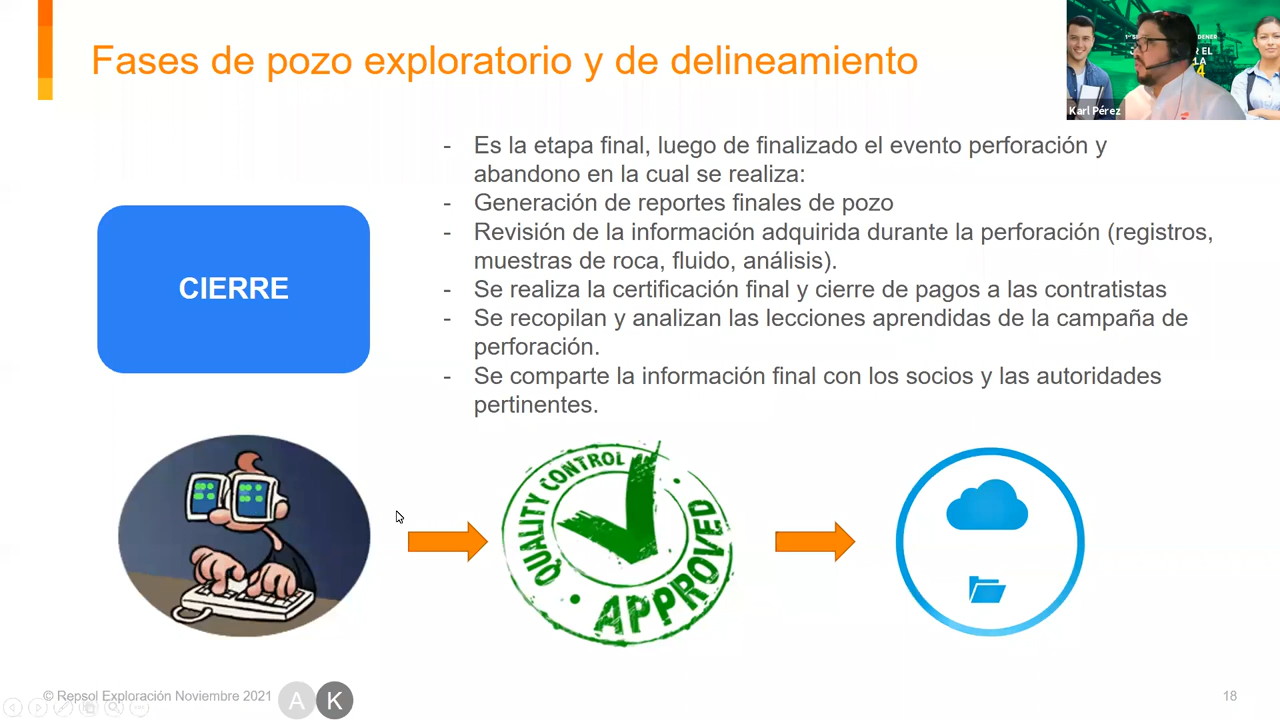 Fases de pozo exploratorio y de delineamiento
Karl Pérez
- Es la etapa final, luego de finalizado el evento perforación y
abandono en la cual se realiza:
- Generación de reportes finales de pozo
- Revisión de la información adquirida durante la perforación (registros,
muestras de roca, fluido, análisis).
- Se realiza la certificación final y cierre de pagos a las contratistas
- Se recopilan y analizan las lecciones aprendidas de la campaña de
perforación.
- Se comparte la información final con los socios y las autoridades
pertinentes.
CIERRE
QUALITY CONTROL
APPROVED
© Repsol Exploración Noviembre 2021
A K
18